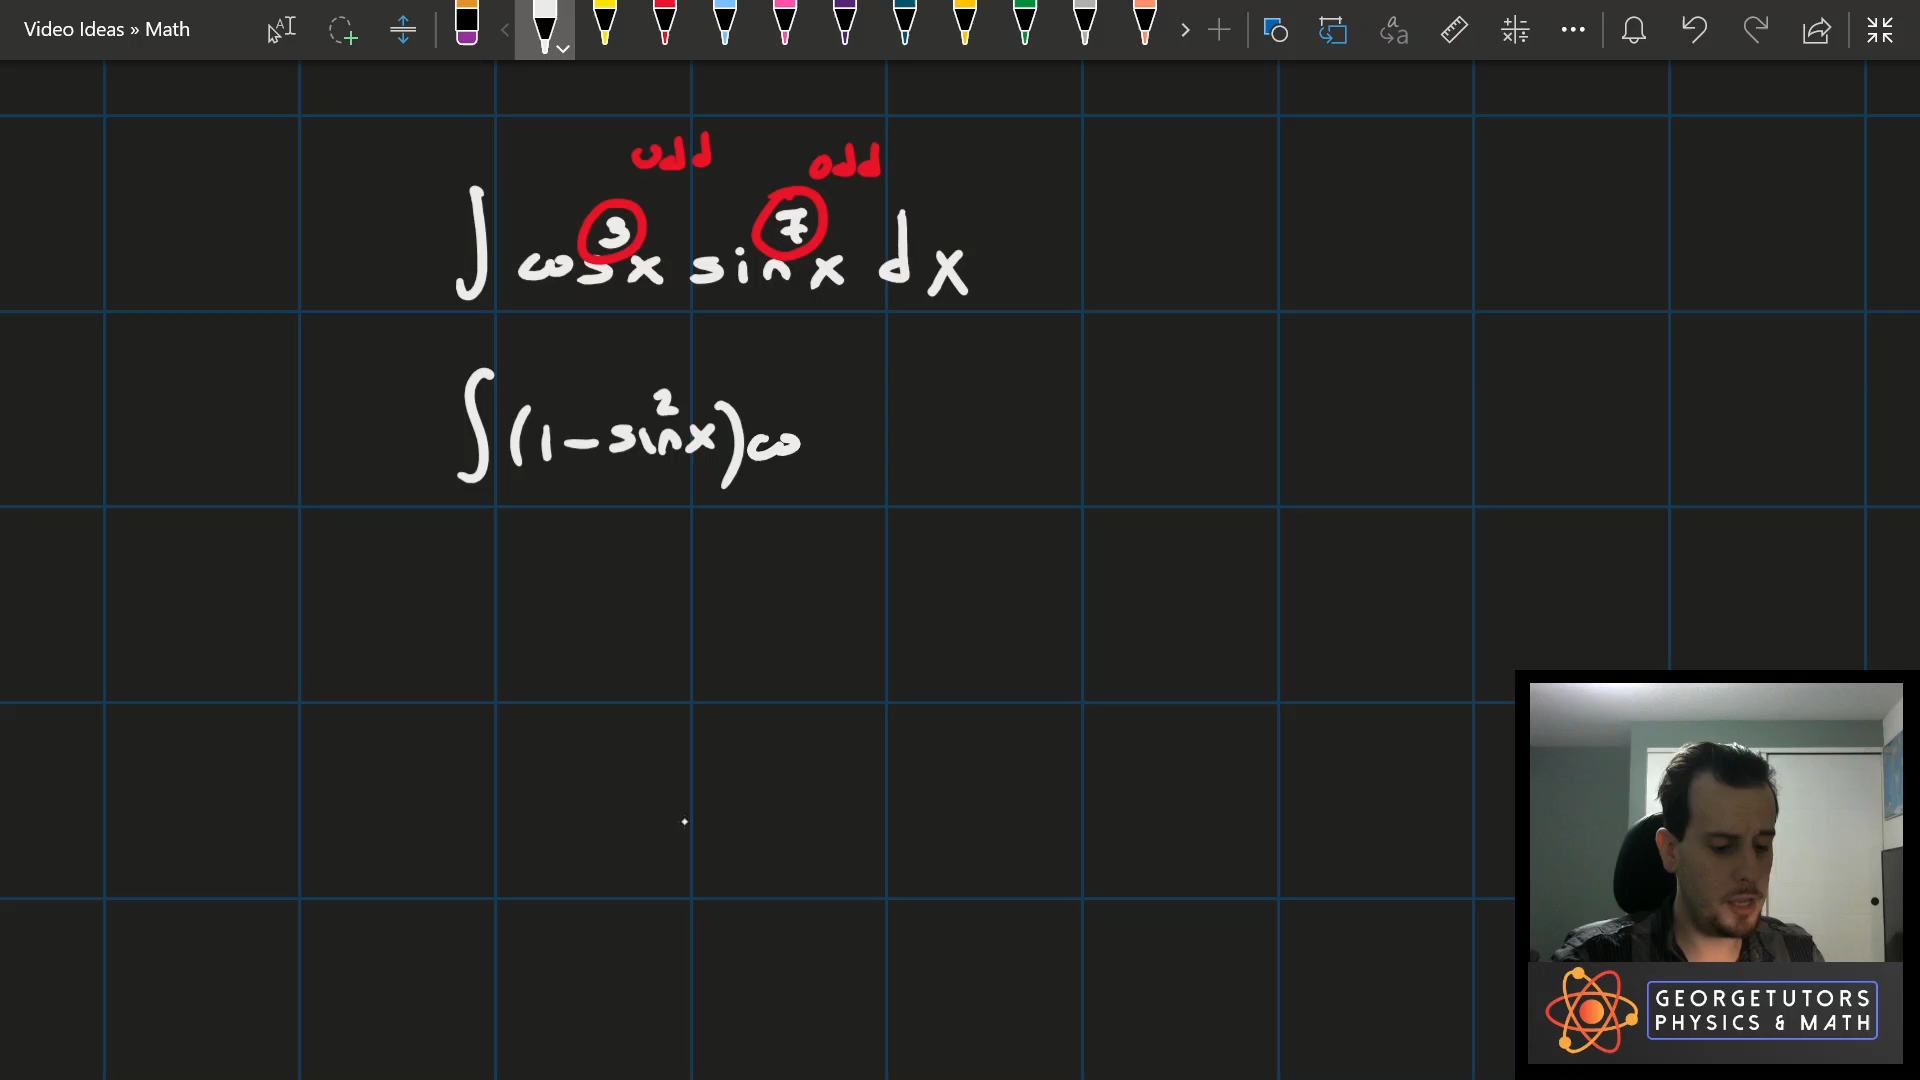 Video Ideas » Math
odd odd
∫ cos³x sin⁷x dx
∫(1-sin²x)co
GEORGETUTORS
PHYSICS & MATH